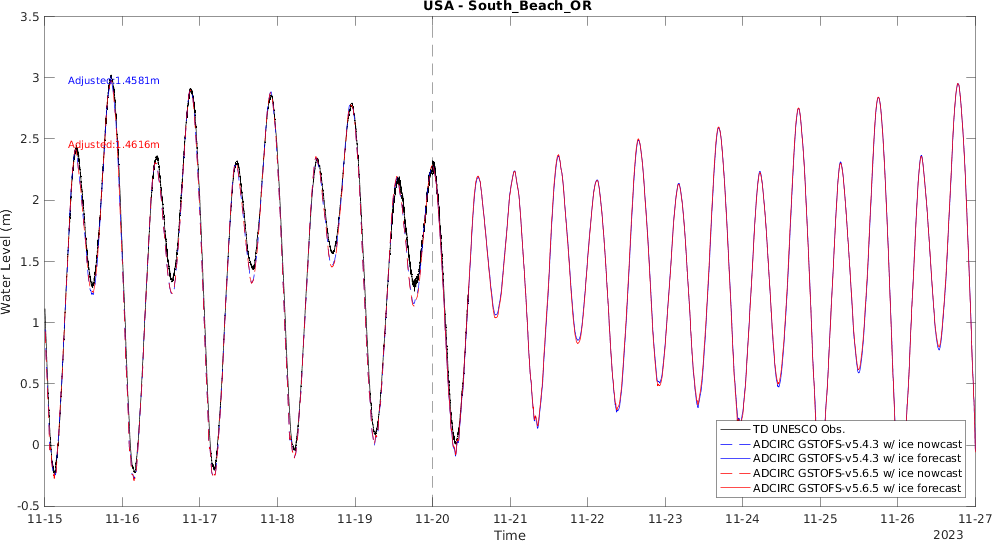 USA - South_Beach_OR
3.5
3
2.5
2
1.5
1
0.5
0
-0.5
Water Level (m)
Adjusted:1.4581m
Adjusted:1.4616m
TD UNESCO Obs.
ADCIRC GSTOFS-v5.4.3 w/ ice nowcast
ADCIRC GSTOFS-v5.4.3 w/ ice forecast
ADCIRC GSTOFS-v5.6.5 w/ ice nowcast
ADCIRC GSTOFS-v5.6.5 w/ ice forecast
11-15 11-16 11-17 11-18 11-19 11-20 11-21 11-22 11-23 11-24 11-25 11-26 11-27
Time
2023